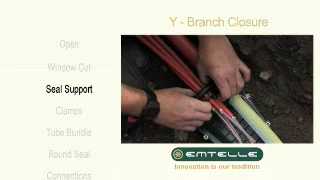 Y - Branch Closure
Open
Window Cut
Seal Support
Clamps
Tube Bundle
Round Seal
Connections
EMTELLE
Innovation is our tradition